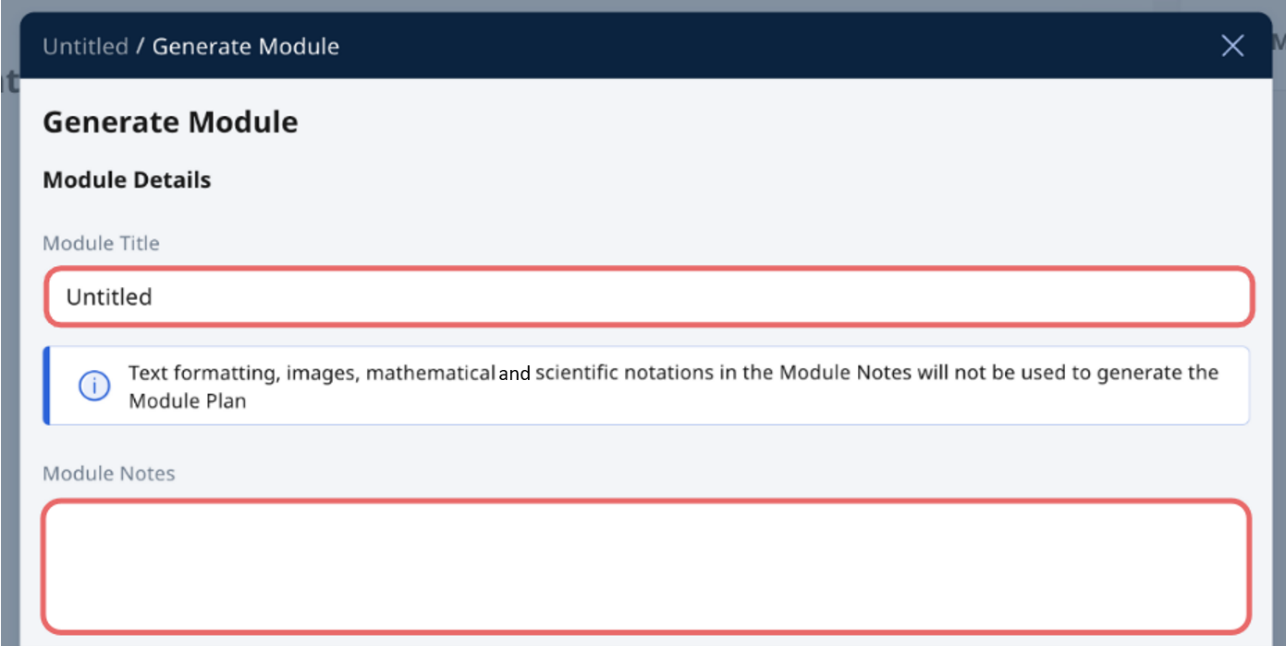 Untitled / Generate Module
Generate Module
Module Details
Module Title
Untitled
Text formatting, images, mathematical and scientific notations in the Module Notes will not be used to generate the
Module Plan
Module Notes